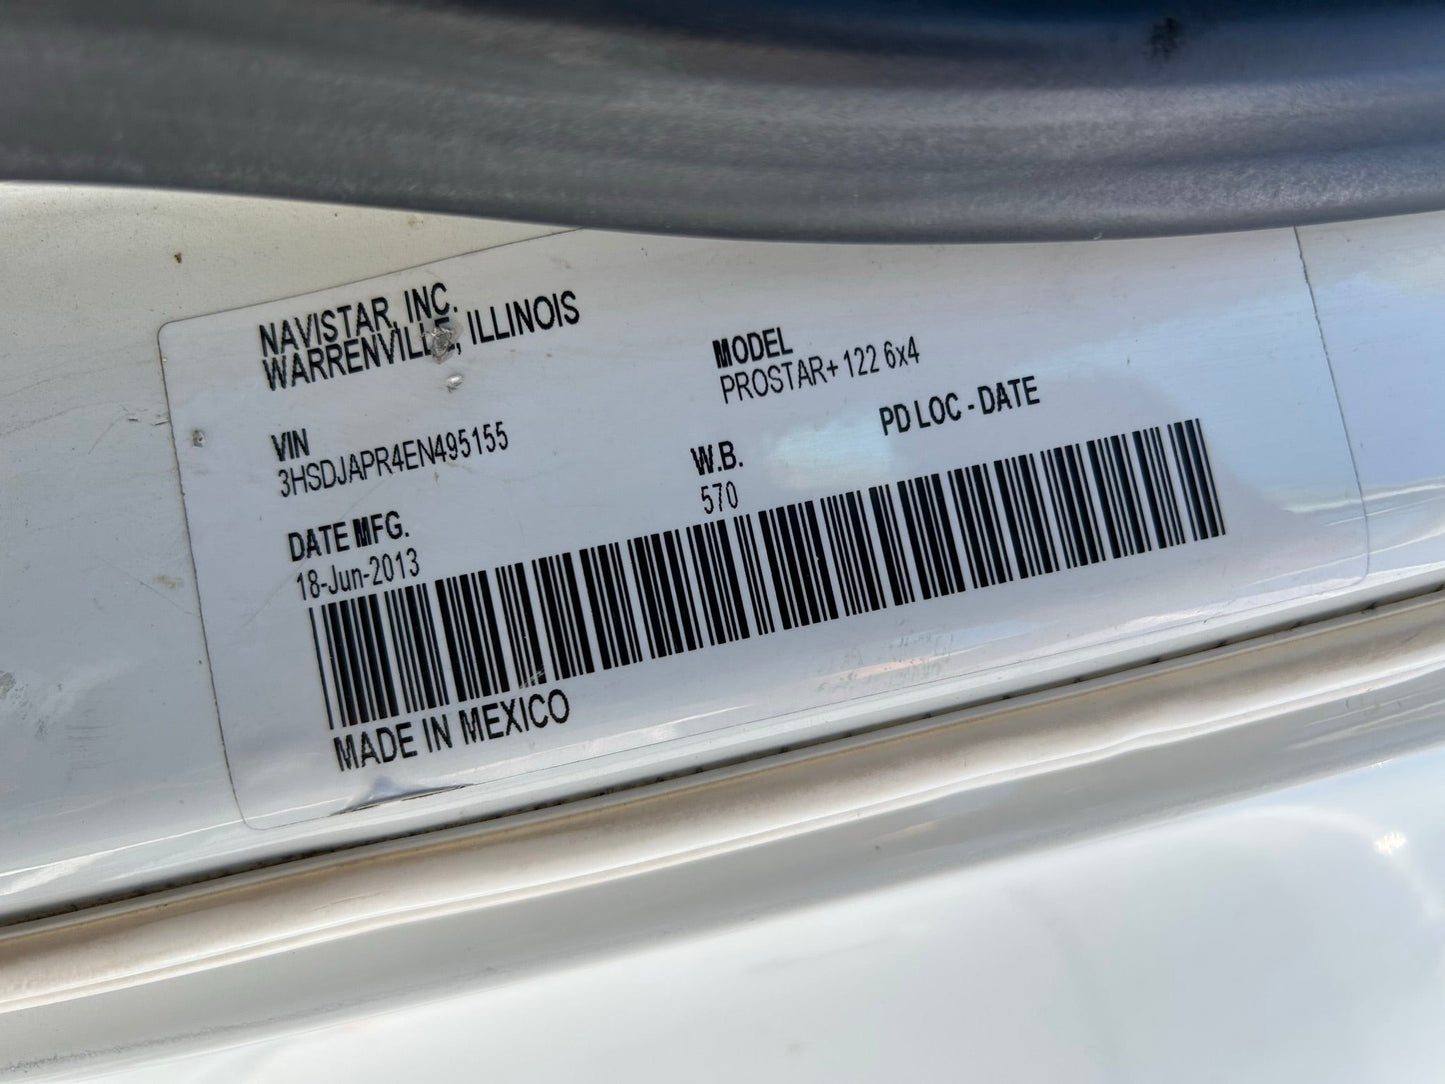 NAVISTAR, INC.
WARRENVILLE, ILLINOIS
MODEL
PROSTAR+ 122 6x4
VIN
3HSDJAPR4EN495155
W.B.
570
PD LOC - DATE
DATE MFG.
18-Jun-2013
MADE IN MEXICO